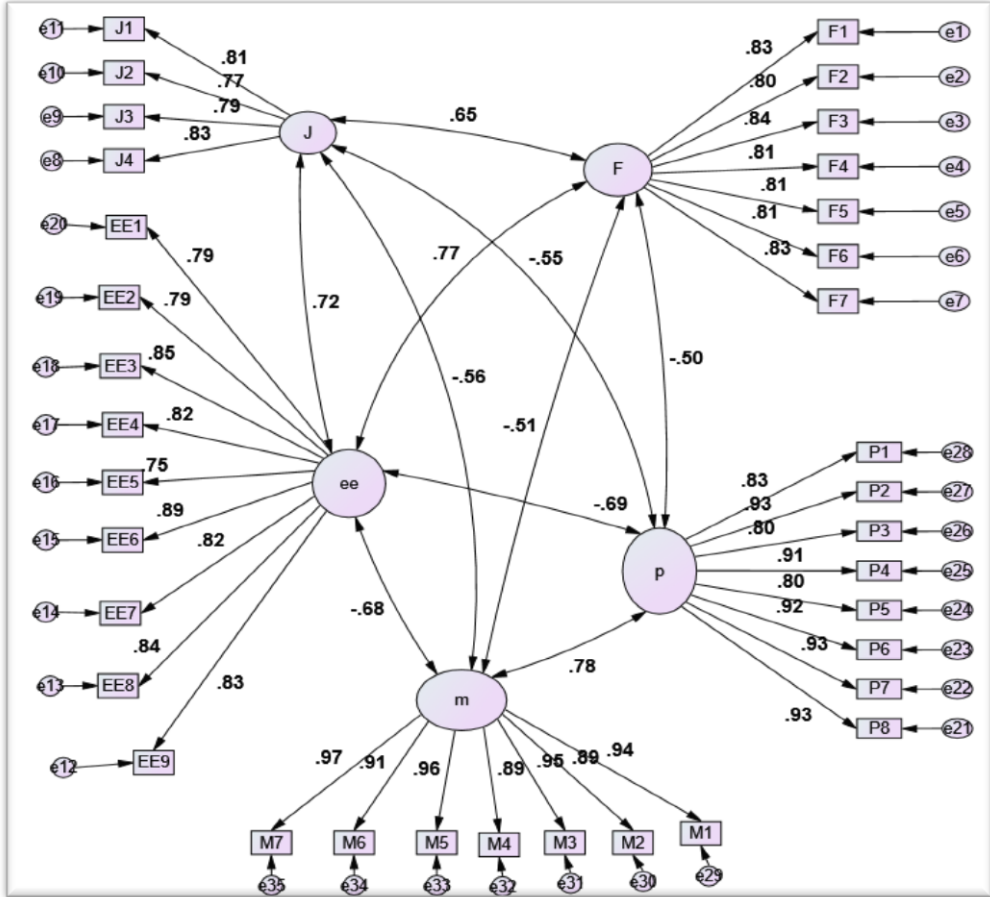 e11 J1 F1 e1
.81 .83
e10 J2 F2 e2
.77 .80
e9 J3 .79 F3 e3
.65 .84
e8 J4 .83 J F4 e4
.81
F
.81 F5 e5
e20 EE1 .81
.79 .77 -.55 .83 F6 e6
e19 EE2 .79 .72 F7 e7
e18 EE3 .85 -.56 -.50
e17 EE4 .82 -.51
e16 EE5 .75 ee P1 e28
.83
e15 EE6 .89 -.69 .93 P2 e27
.82 .80 P3 e26
.91
p P4 e25
e14 EE7 -.68 .80 P5 e24
.92
.84 .78 .93 P6 e23
e13 EE8 .83 m P7 e22
.93 P8 e21
e12 EE9 .97 .91 .96 .89 .95 .89 .94
M7 M6 M5 M4 M3 M2 M1
e35 e34 e33 e32 e31 e30 e29